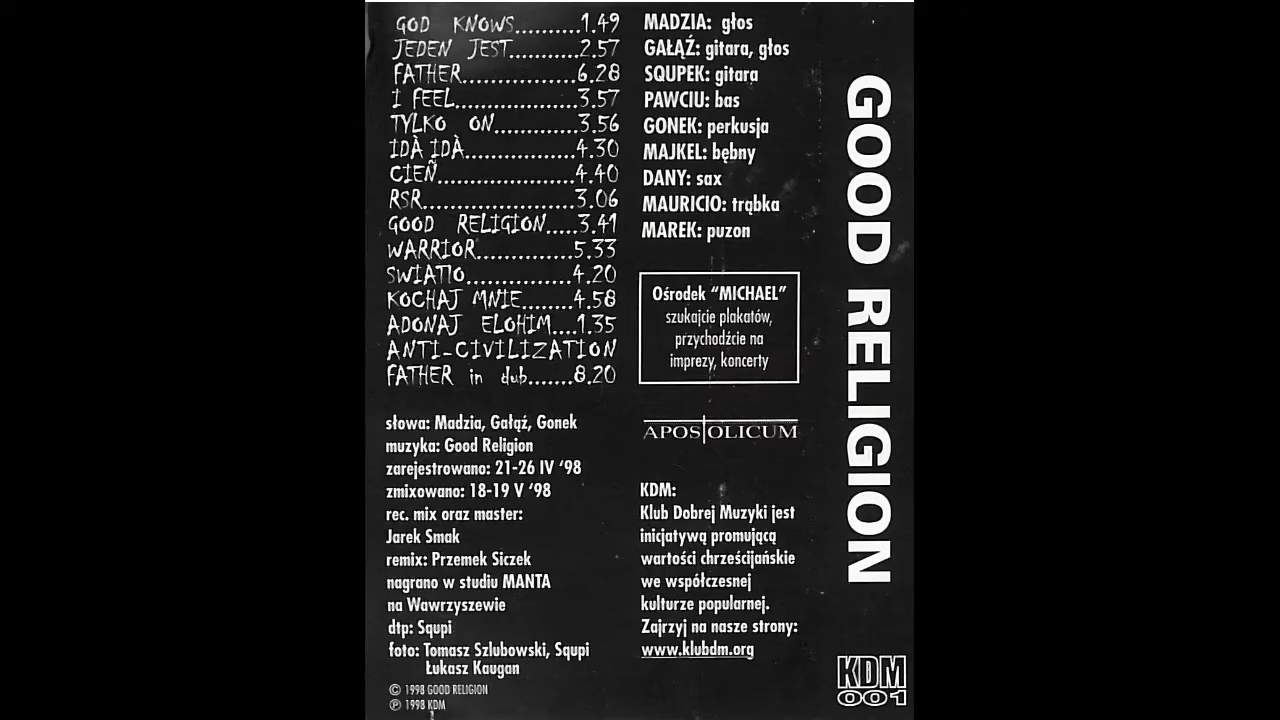 GOD KNOWS..........1.49
JEDEN JEST..........2.57
FATHER.................6.28
I FEEL...................3.57
TYLKO ON.............3.56
IDÀ IDÀ.................4.30
CIEÑ.....................4.40
RSR.......................3.06
GOOD RELIGION.....3.41
WARRIOR...............5.33
SWIATIO.................4.20
KOCHAJ MNIE........4.58
ADONAJ ELOHIM....1.35
ANTI-CIVILIZATION
FATHER in dub.......8.20
słowa: Madzia, Gałąź, Gonek
muzyka: Good Religion
zarejestrowano: 21-26 IV ‘98
zmixowano: 18-19 V ‘98
rec. mix oraz master:
Jarek Smak
remix: Przemek Siczek
nagrano w studiu MANTA
na Wawrzyszewie
dtp: Squpi
foto: Tomasz Szlubowski, Squpi
Łukasz Kaugan
© 1998 GOOD RELIGION
℗ 1998 KDM
MADZIA: głos
GAŁĄŹ: gitara, głos
SQUPEK: gitara
PAWCIU: bas
GONEK: perkusja
MAJKEL: bębny
DANY: sax
MAURICIO: trąbka
MAREK: puzon
Ośrodek “MICHAEL”
szukajcie plakatów,
przychodźcie na
imprezy, koncerty
APOSTOLICUM
KDM:
Klub Dobrej Muzyki jest
inicjatywą promującą
wartości chrześcijańskie
we współczesnej
kulturze popularnej.
Zajrzyj na nasze strony:
www.klubdm.org
GOOD RELIGION
KDM
001